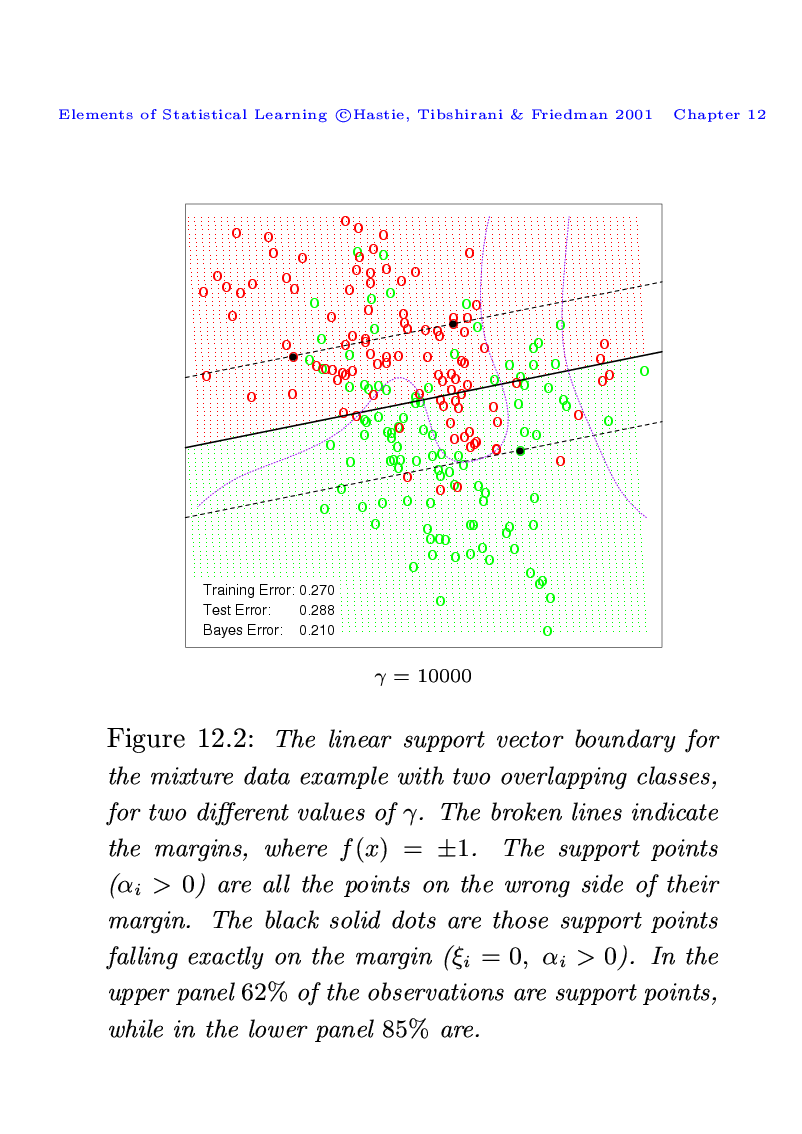 Elements of Statistical Learning ©Hastie, Tibshirani & Friedman 2001 Chapter 12
Training Error: 0.270
Test Error: 0.288
Bayes Error: 0.210
γ = 10000
Figure 12.2: The linear support vector boundary for
the mixture data example with two overlapping classes,
for two different values of γ. The broken lines indicate
the margins, where f(x) = ±1. The support points
(αᵢ > 0) are all the points on the wrong side of their
margin. The black solid dots are those support points
falling exactly on the margin (ξᵢ = 0, αᵢ > 0). In the
upper panel 62% of the observations are support points,
while in the lower panel 85% are.